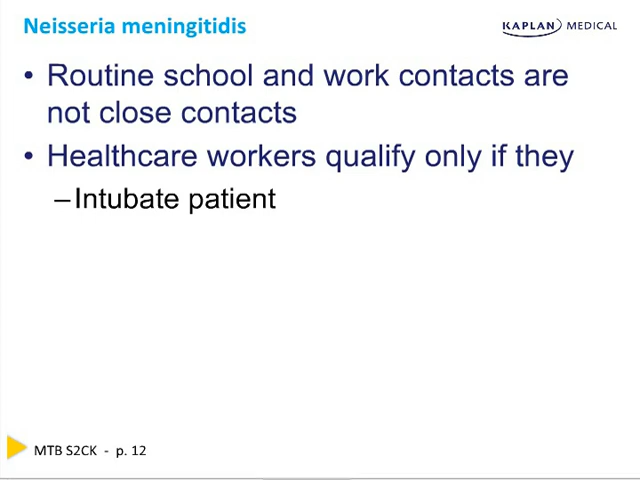 Neisseria meningitidis
KAPLAN MEDICAL
• Routine school and work contacts are
not close contacts
• Healthcare workers qualify only if they
–Intubate patient
MTB S2CK - p. 12